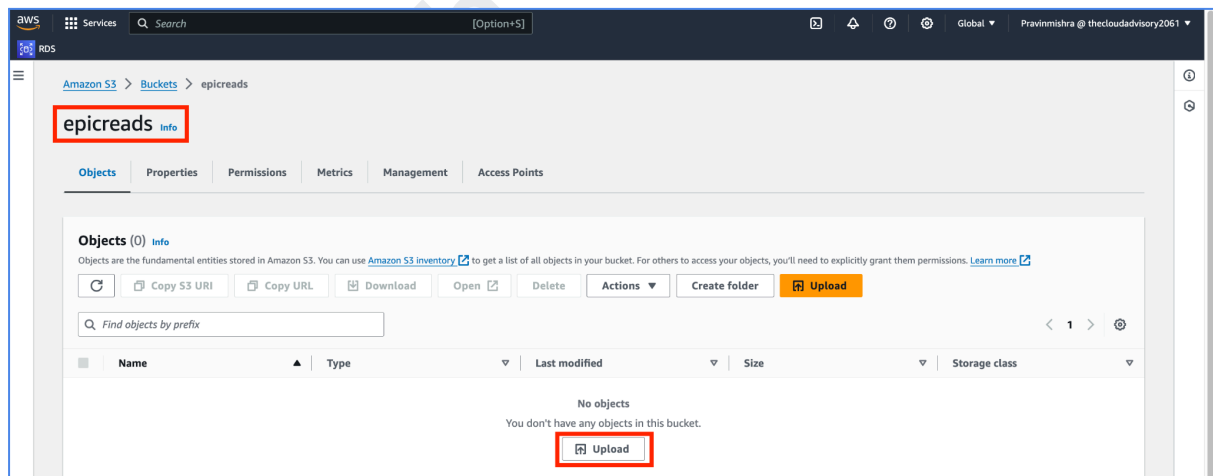 aws Services Search [Option+S] Global ▼ Pravinmishra @ thecloudadvisory2061 ▼
RDS
Amazon S3 > Buckets > epicreads
epicreads Info
Objects Properties Permissions Metrics Management Access Points
Objects (0) Info
Objects are the fundamental entities stored in Amazon S3. You can use Amazon S3 inventory to get a list of all objects in your bucket. For others to access your objects, you'll need to explicitly grant them permissions. Learn more
Copy S3 URI Copy URL Download Open Delete Actions ▼ Create folder Upload
Find objects by prefix < 1 >
Name ▲ Type Last modified Size Storage class
No objects
You don't have any objects in this bucket.
Upload